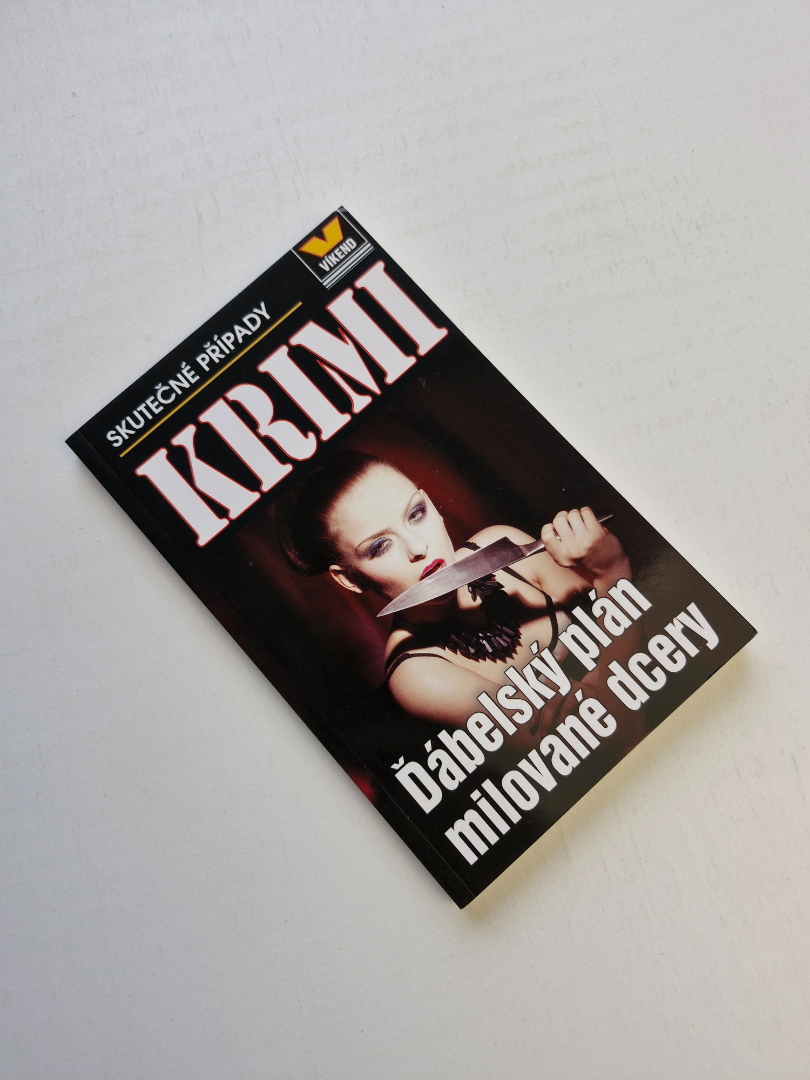 VÍKEND
SKUTEČNÉ PŘÍPADY
KRIMI
Ďábelský plán
milované dcery